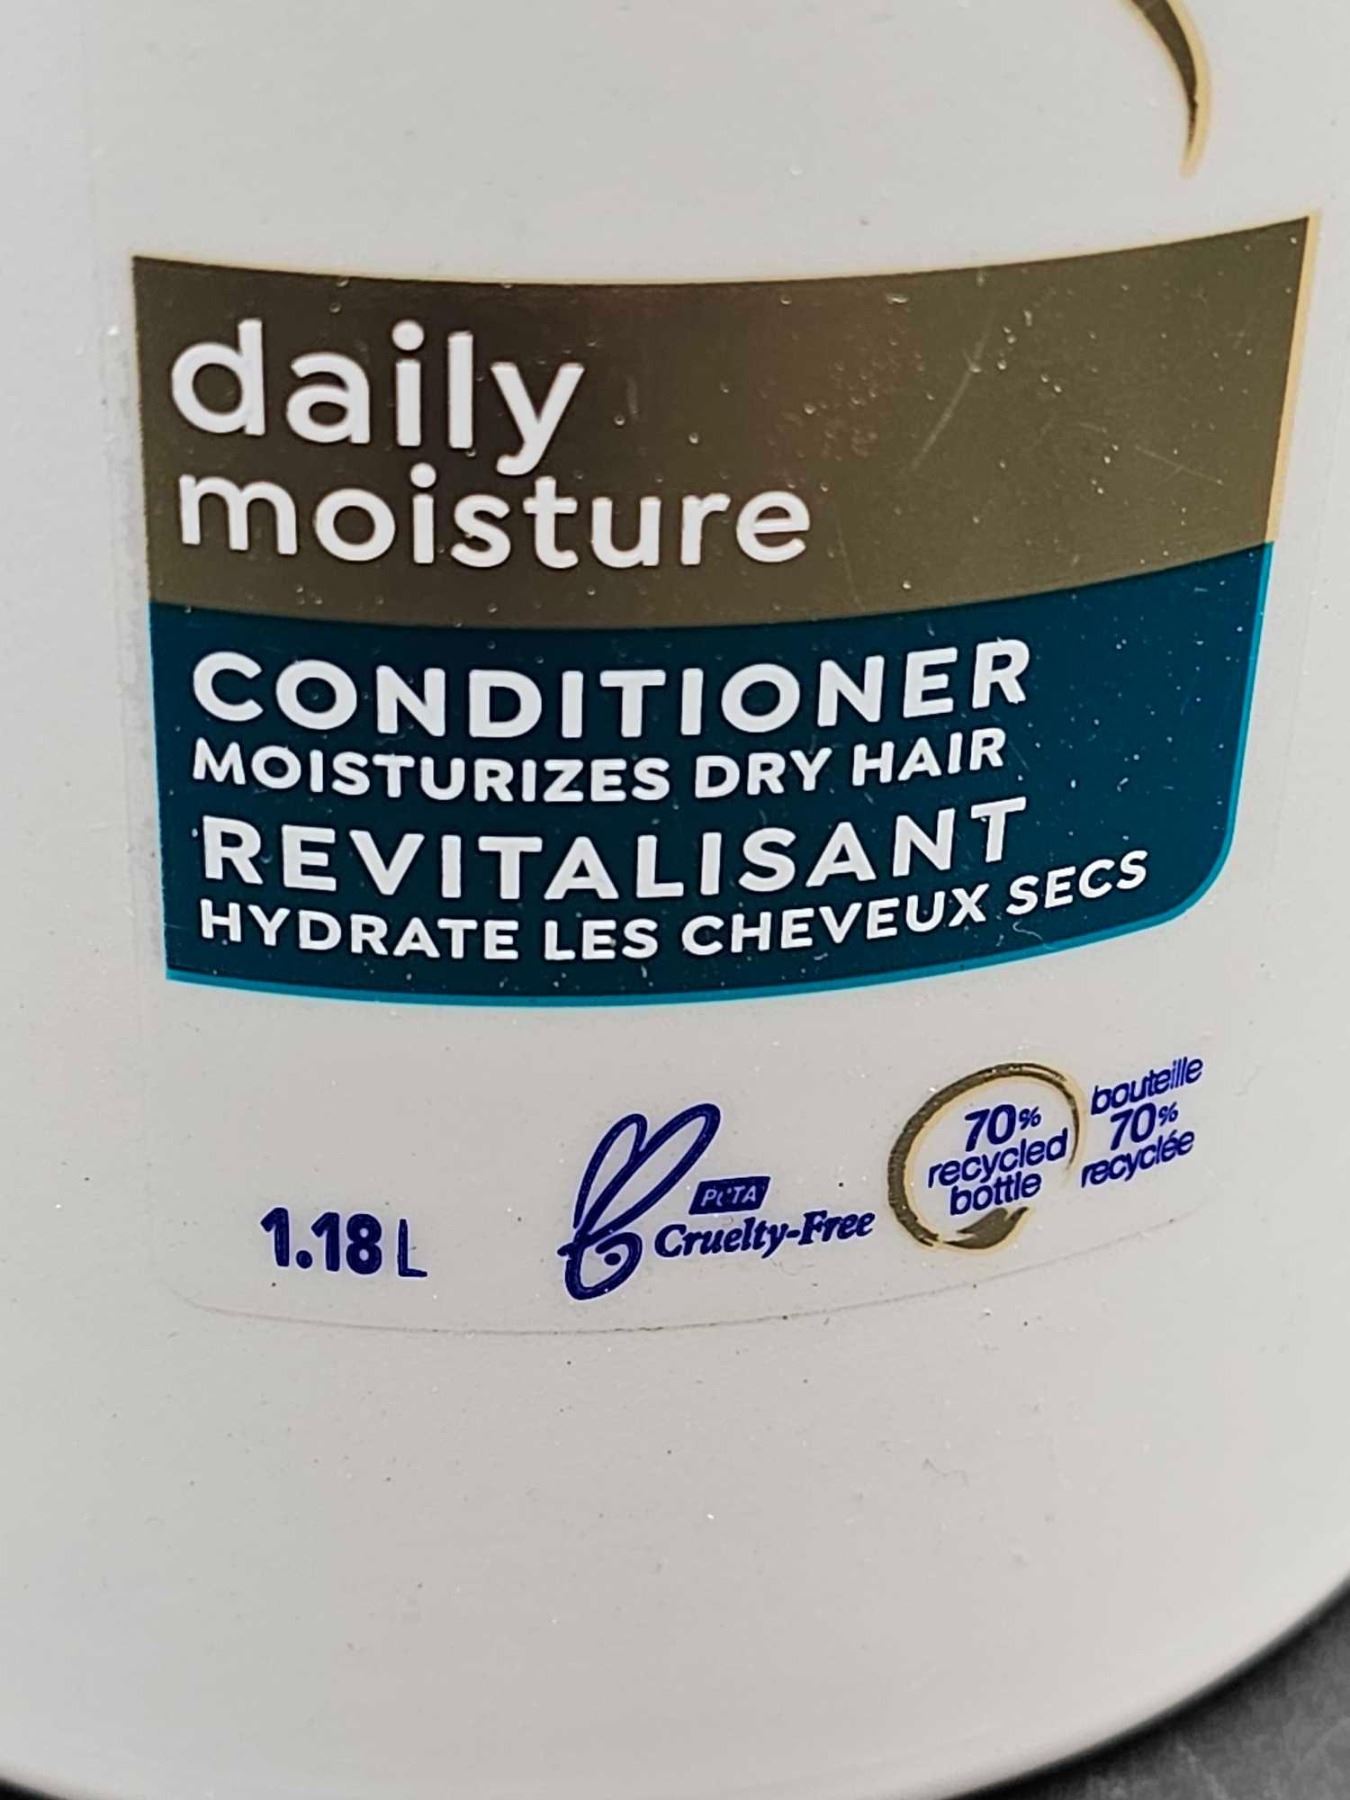 daily
moisture
CONDITIONER
MOISTURIZES DRY HAIR
REVITALISANT
HYDRATE LES CHEVEUX SECS
1.18 L
PETA
Cruelty-Free
70%
recycled
bottle
bouteille
70%
recyclée